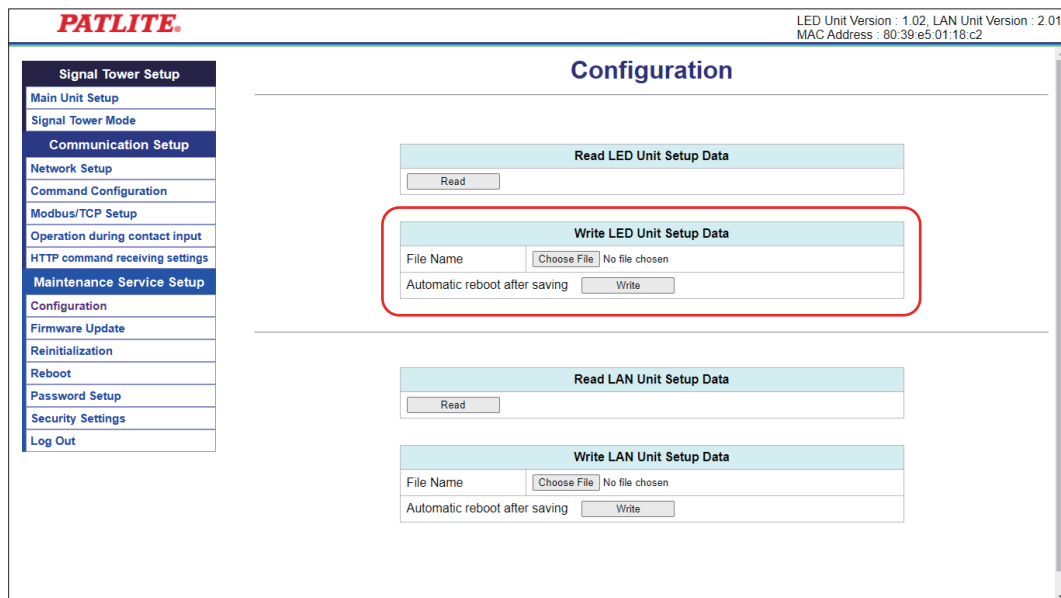 PATLITE®
LED Unit Version : 1.02, LAN Unit Version : 2.01
MAC Address : 80:39:e5:01:18:c2
Signal Tower Setup
Main Unit Setup
Signal Tower Mode
Communication Setup
Network Setup
Command Configuration
Modbus/TCP Setup
Operation during contact input
HTTP command receiving settings
Maintenance Service Setup
Configuration
Firmware Update
Reinitialization
Reboot
Password Setup
Security Settings
Log Out
Configuration
Read LED Unit Setup Data
Read
Write LED Unit Setup Data
File Name Choose File No file chosen
Automatic reboot after saving Write
Read LAN Unit Setup Data
Read
Write LAN Unit Setup Data
File Name Choose File No file chosen
Automatic reboot after saving Write